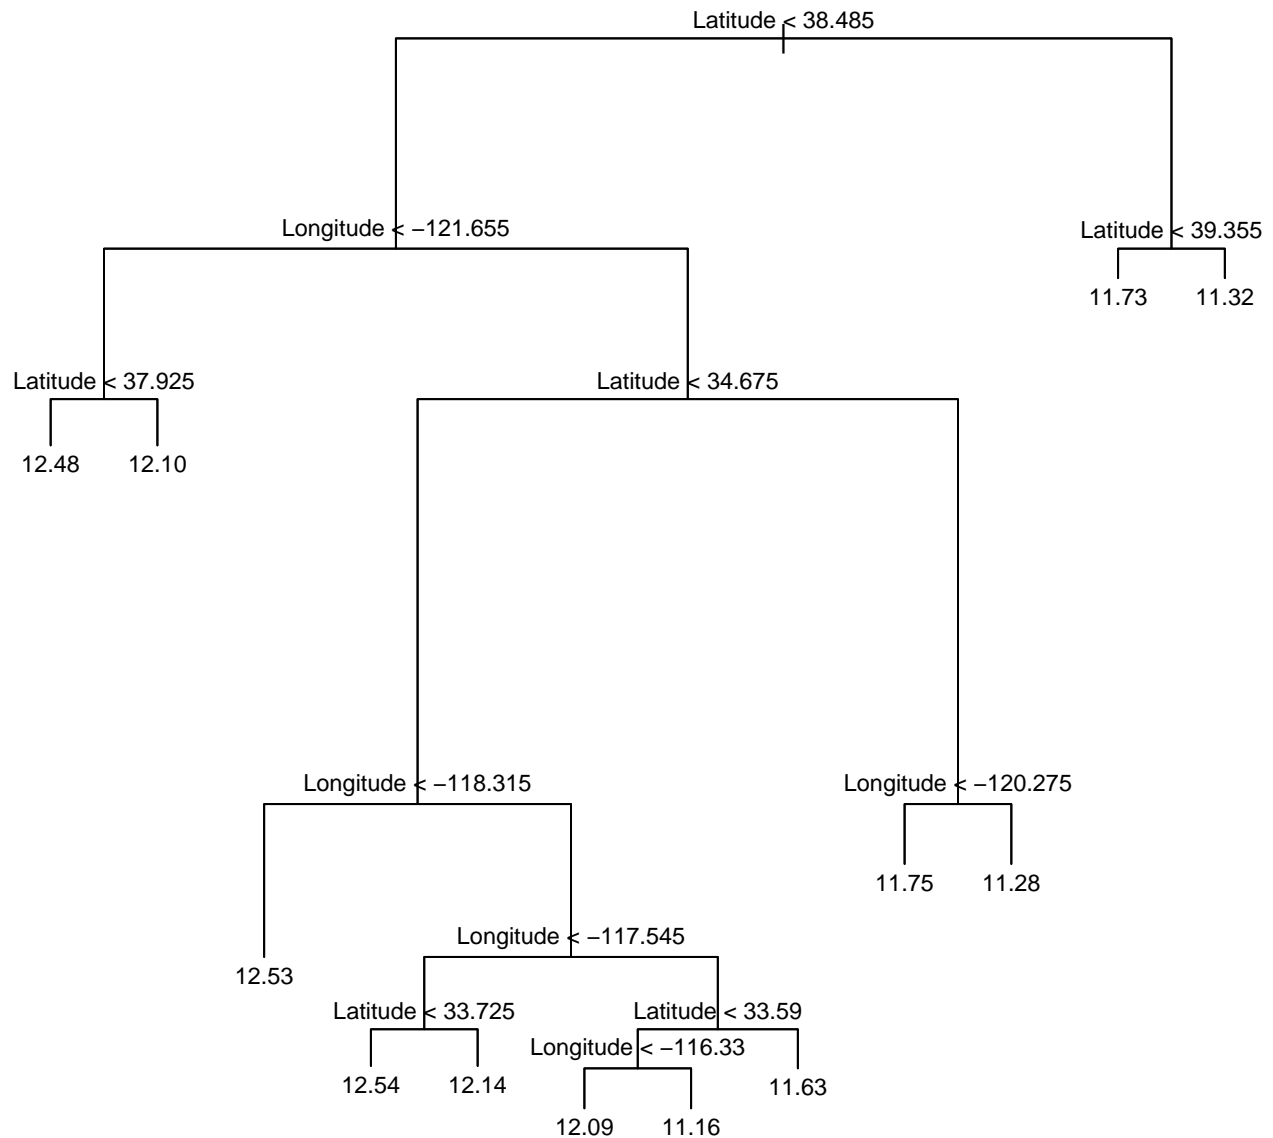 Latitude < 38.485
Longitude < −121.655
Latitude < 39.355
11.73
11.32
Latitude < 37.925
Latitude < 34.675
12.48
12.10
Longitude < −118.315
Longitude < −120.275
11.75
11.28
Longitude < −117.545
12.53
Latitude < 33.725
Latitude < 33.59
Longitude < −116.33
12.54
12.14
11.63
12.09
11.16